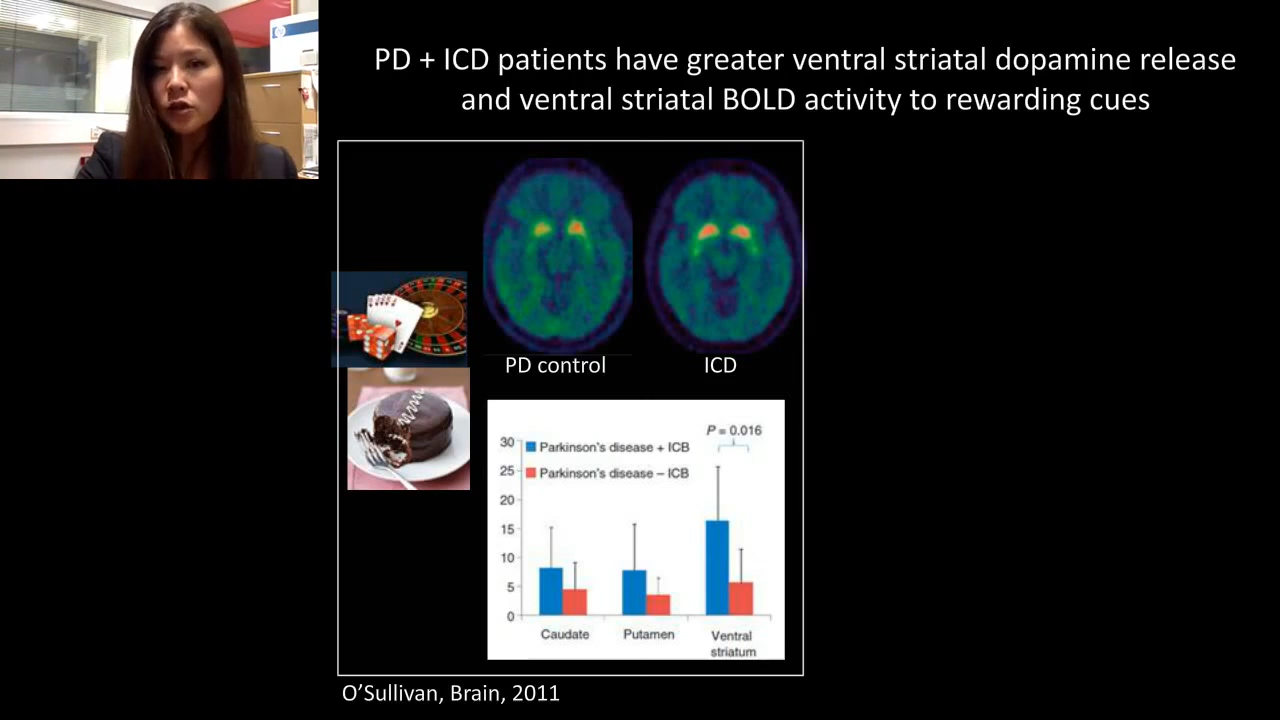 PD + ICD patients have greater ventral striatal dopamine release
and ventral striatal BOLD activity to rewarding cues
PD control
ICD
P = 0.016
Parkinson's disease + ICB
Parkinson's disease – ICB
30
25
20
15
10
5
0
Caudate
Putamen
Ventral
striatum
O’Sullivan, Brain, 2011